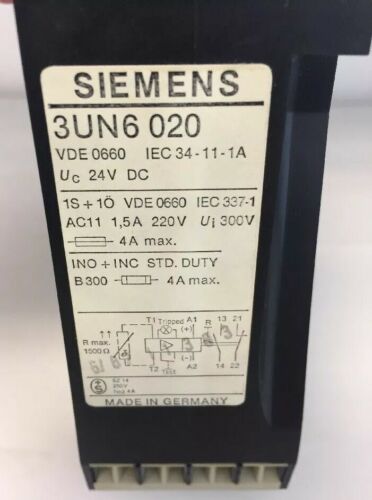 SIEMENS
3UN6 020
VDE 0660 IEC 34-11-1A
Uc 24V DC
1S + 1Ö VDE 0660 IEC 337-1
AC11 1,5A 220V Ui 300V
4A max.
INO + INC STD. DUTY
B300 4A max.
T1 Tripped A1 R 13 21
R max.
1500Ω
(+)
(-)
T2 Test A2 14 22
MADE IN GERMANY